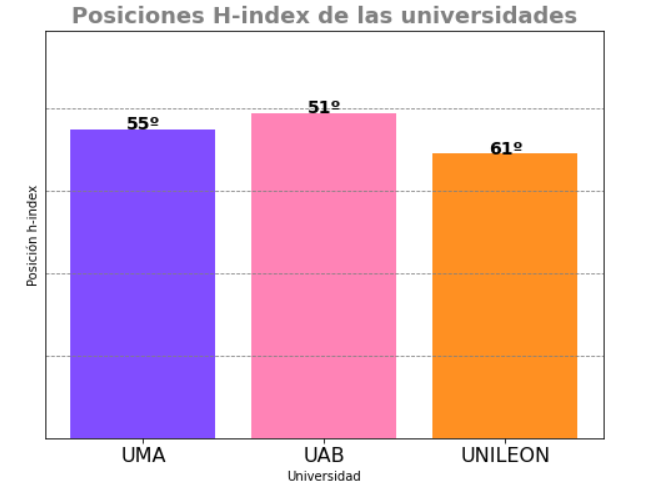 Posiciones H-index de las universidades
55º
51º
61º
Posición h-index
UMA
UAB
UNILEON
Universidad